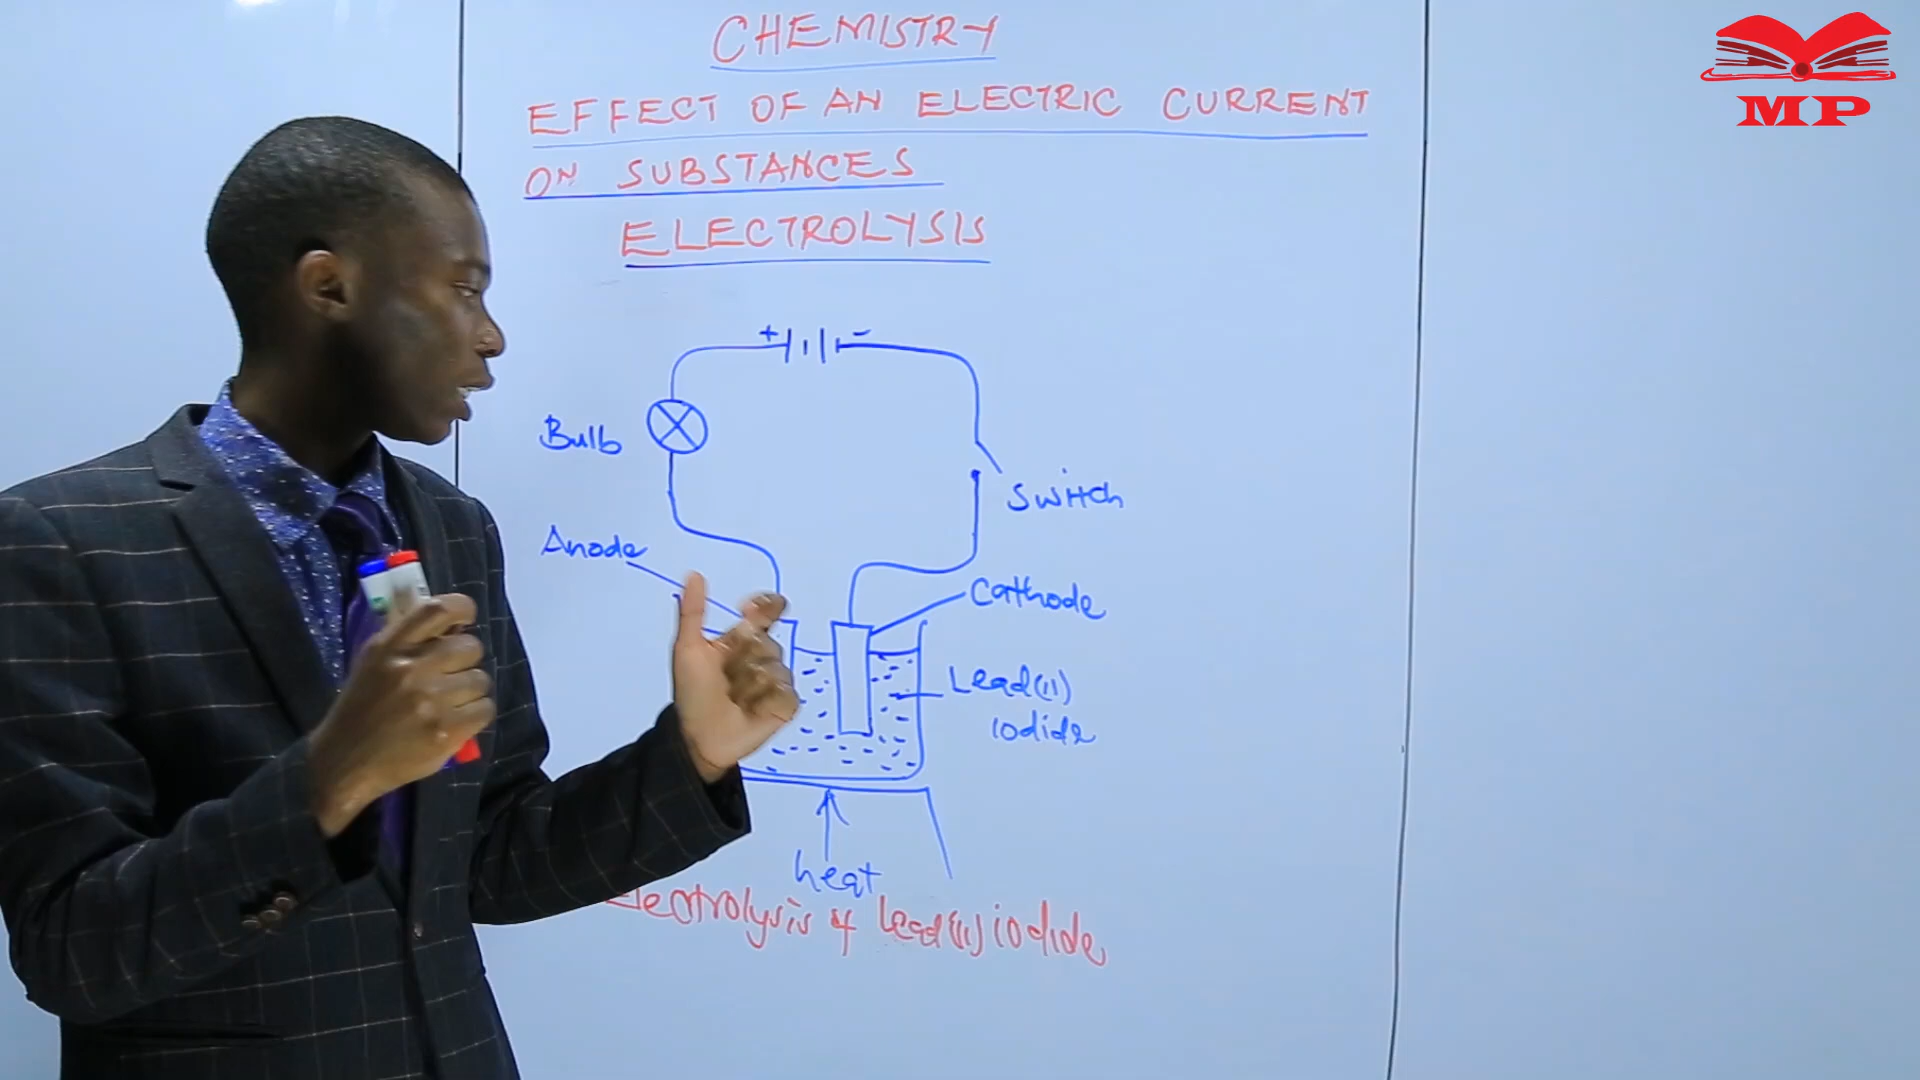 CHEMISTRY
EFFECT OF AN ELECTRIC CURRENT
ON SUBSTANCES
ELECTROLYSIS
+ -
Bulb
Switch
Anode
Cathode
Lead(II)
iodide
heat
Electrolysis of Lead(II) iodide
MP